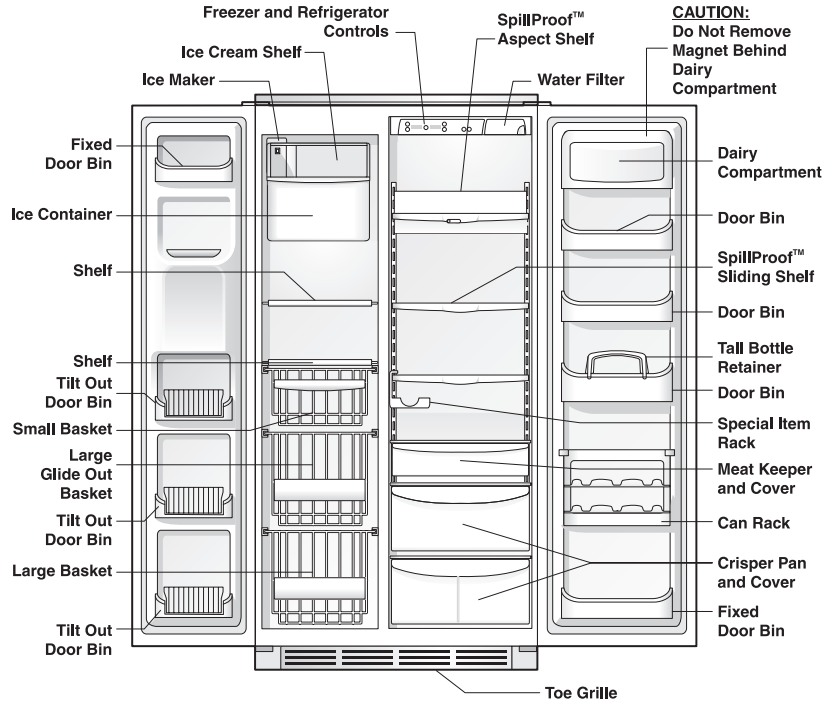 Freezer and Refrigerator
Controls
Ice Cream Shelf
Ice Maker
SpillProof™
Aspect Shelf
Water Filter
CAUTION:
Do Not Remove
Magnet Behind
Dairy
Compartment
Fixed
Door Bin
Ice Container
Shelf
Shelf
Tilt Out
Door Bin
Small Basket
Large
Glide Out
Basket
Tilt Out
Door Bin
Large Basket
Tilt Out
Door Bin
Dairy
Compartment
Door Bin
SpillProof™
Sliding Shelf
Door Bin
Tall Bottle
Retainer
Door Bin
Special Item
Rack
Meat Keeper
and Cover
Can Rack
Crisper Pan
and Cover
Fixed
Door Bin
Toe Grille